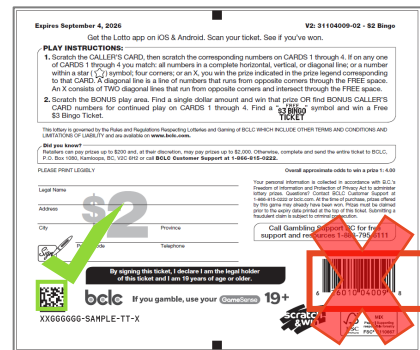 Expires September 4, 2026
V2: 31104009-02 - S2 Bingo
Get the Lotto app on iOS & Android. Scan your ticket. See if you've won.
PLAY INSTRUCTIONS:
1. Scratch the CALLER'S CARD, then scratch the corresponding numbers on CARDS 1 through 4. If on any one
of CARDS 1 through 4 you match: all numbers in a complete horizontal, vertical, or diagonal line; or a number
within a star ( ) symbol; four corners; or an X, you win the prize indicated in the prize legend corresponding
to that CARD. A diagonal line is a line of numbers that runs from opposite corners through the FREE SPACE.
An X consists of TWO diagonal lines that run from opposite corners and intersect through the FREE SPACE.
2. Scratch the BONUS play area. Find a single dollar amount and win that prize OR find BONUS CALLER'S
CARD numbers for continued play on CARDS 1 through 4. Find a " FREE $3 BINGO TICKET " symbol and win a Free
$3 Bingo Ticket.
This lottery is governed by the Rules and Regulations Respecting Lotteries and Gaming of BCLC WHICH INCLUDE OTHER TERMS AND CONDITIONS AND
LIMITATIONS OF LIABILITY and are available on www.bclc.com.
Did you know?
Retailers can pay prizes up to $200 and, at their discretion, may pay prizes up to $2,000. Otherwise, complete and send the entire ticket to BCLC,
P.O. Box 1080, Kamloops, BC, V2C 6H2 or call BCLC Customer Support at 1-866-815-0222.
PLEASE PRINT LEGIBLY
Overall approximate odds to win a prize 1: 4.00
Legal Name
Address
City
Province
Telephone
$2
Your personal information is collected in accordance with B.C.'s
Freedom of Information and Protection of Privacy Act to administer
lottery prizes. Questions? Contact BCLC Customer Support at
1-866-815-0222 or bclc.com. At the time of purchase, prizes offered
by this game may already have been won. Prizes must be claimed
prior to the expiry date printed at the top of this ticket. Submitting a
fraudulent claim is subject to criminal prosecution.
Call Gambling Support BC for free
support and resources 1-888-795-6111
By signing this ticket, I declare I am the legal holder
of this ticket and I am 19 years of age or older.
bclc
If you gamble, use your GameSense 19+
Scratch
& Win
XXGGGGGG-SAMPLE-TT-X